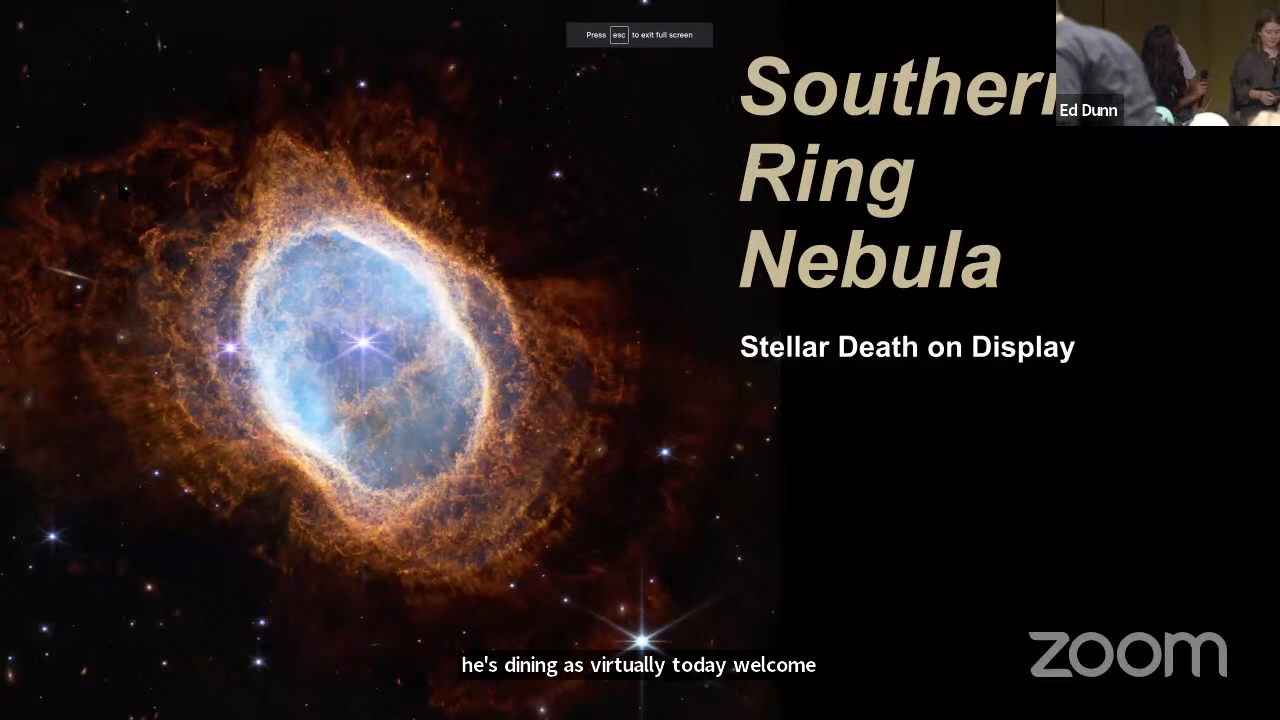 Press esc to exit full screen
Southern
Ring
Nebula
Ed Dunn
Stellar Death on Display
he's dining as virtually today welcome
zoom